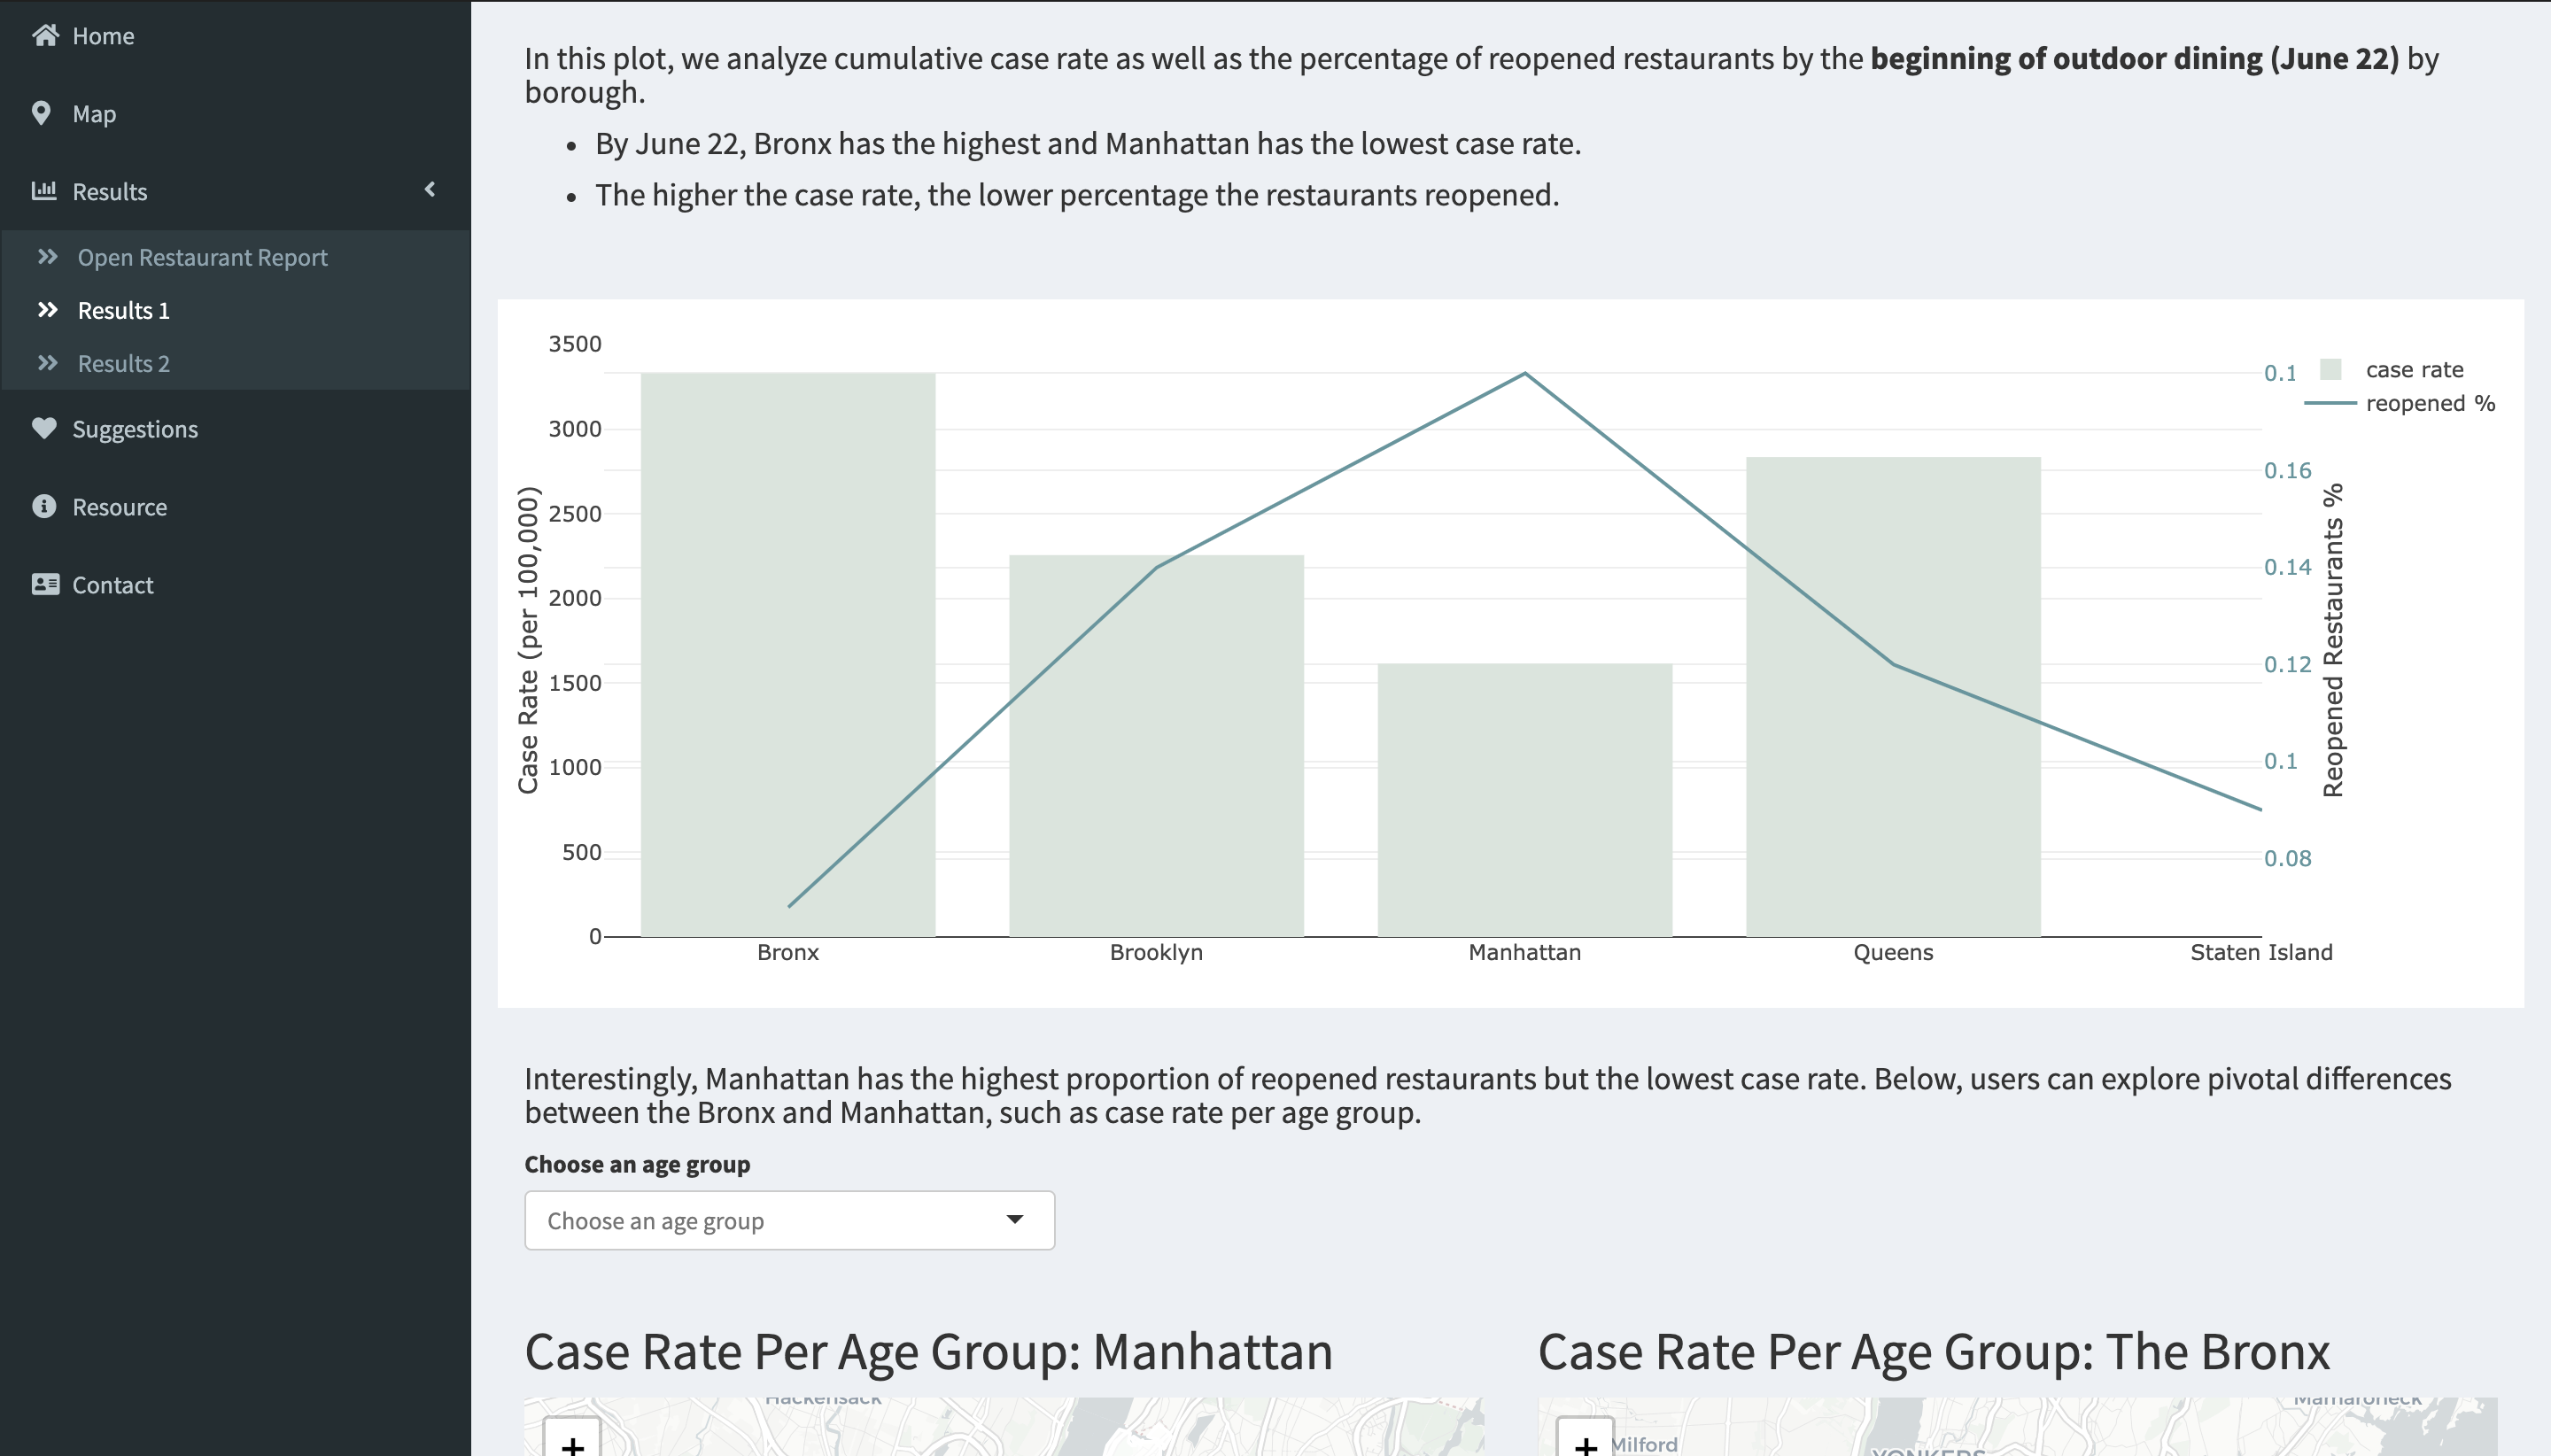 Home
Map
Results
Open Restaurant Report
Results 1
Results 2
Suggestions
Resource
Contact
In this plot, we analyze cumulative case rate as well as the percentage of reopened restaurants by the beginning of outdoor dining (June 22) by
borough.
• By June 22, Bronx has the highest and Manhattan has the lowest case rate.
• The higher the case rate, the lower percentage the restaurants reopened.
Case Rate (per 100,000)
3500
3000
2500
2000
1500
1000
500
0
Bronx
Brooklyn
Manhattan
Queens
Staten Island
0.1
0.16
0.14
0.12
0.1
0.08
Reopened Restaurants %
case rate
reopened %
Interestingly, Manhattan has the highest proportion of reopened restaurants but the lowest case rate. Below, users can explore pivotal differences
between the Bronx and Manhattan, such as case rate per age group.
Choose an age group
Choose an age group
Case Rate Per Age Group: Manhattan
Hackensack
+
Case Rate Per Age Group: The Bronx
Mamaroneck
+
Milford
YONKERS